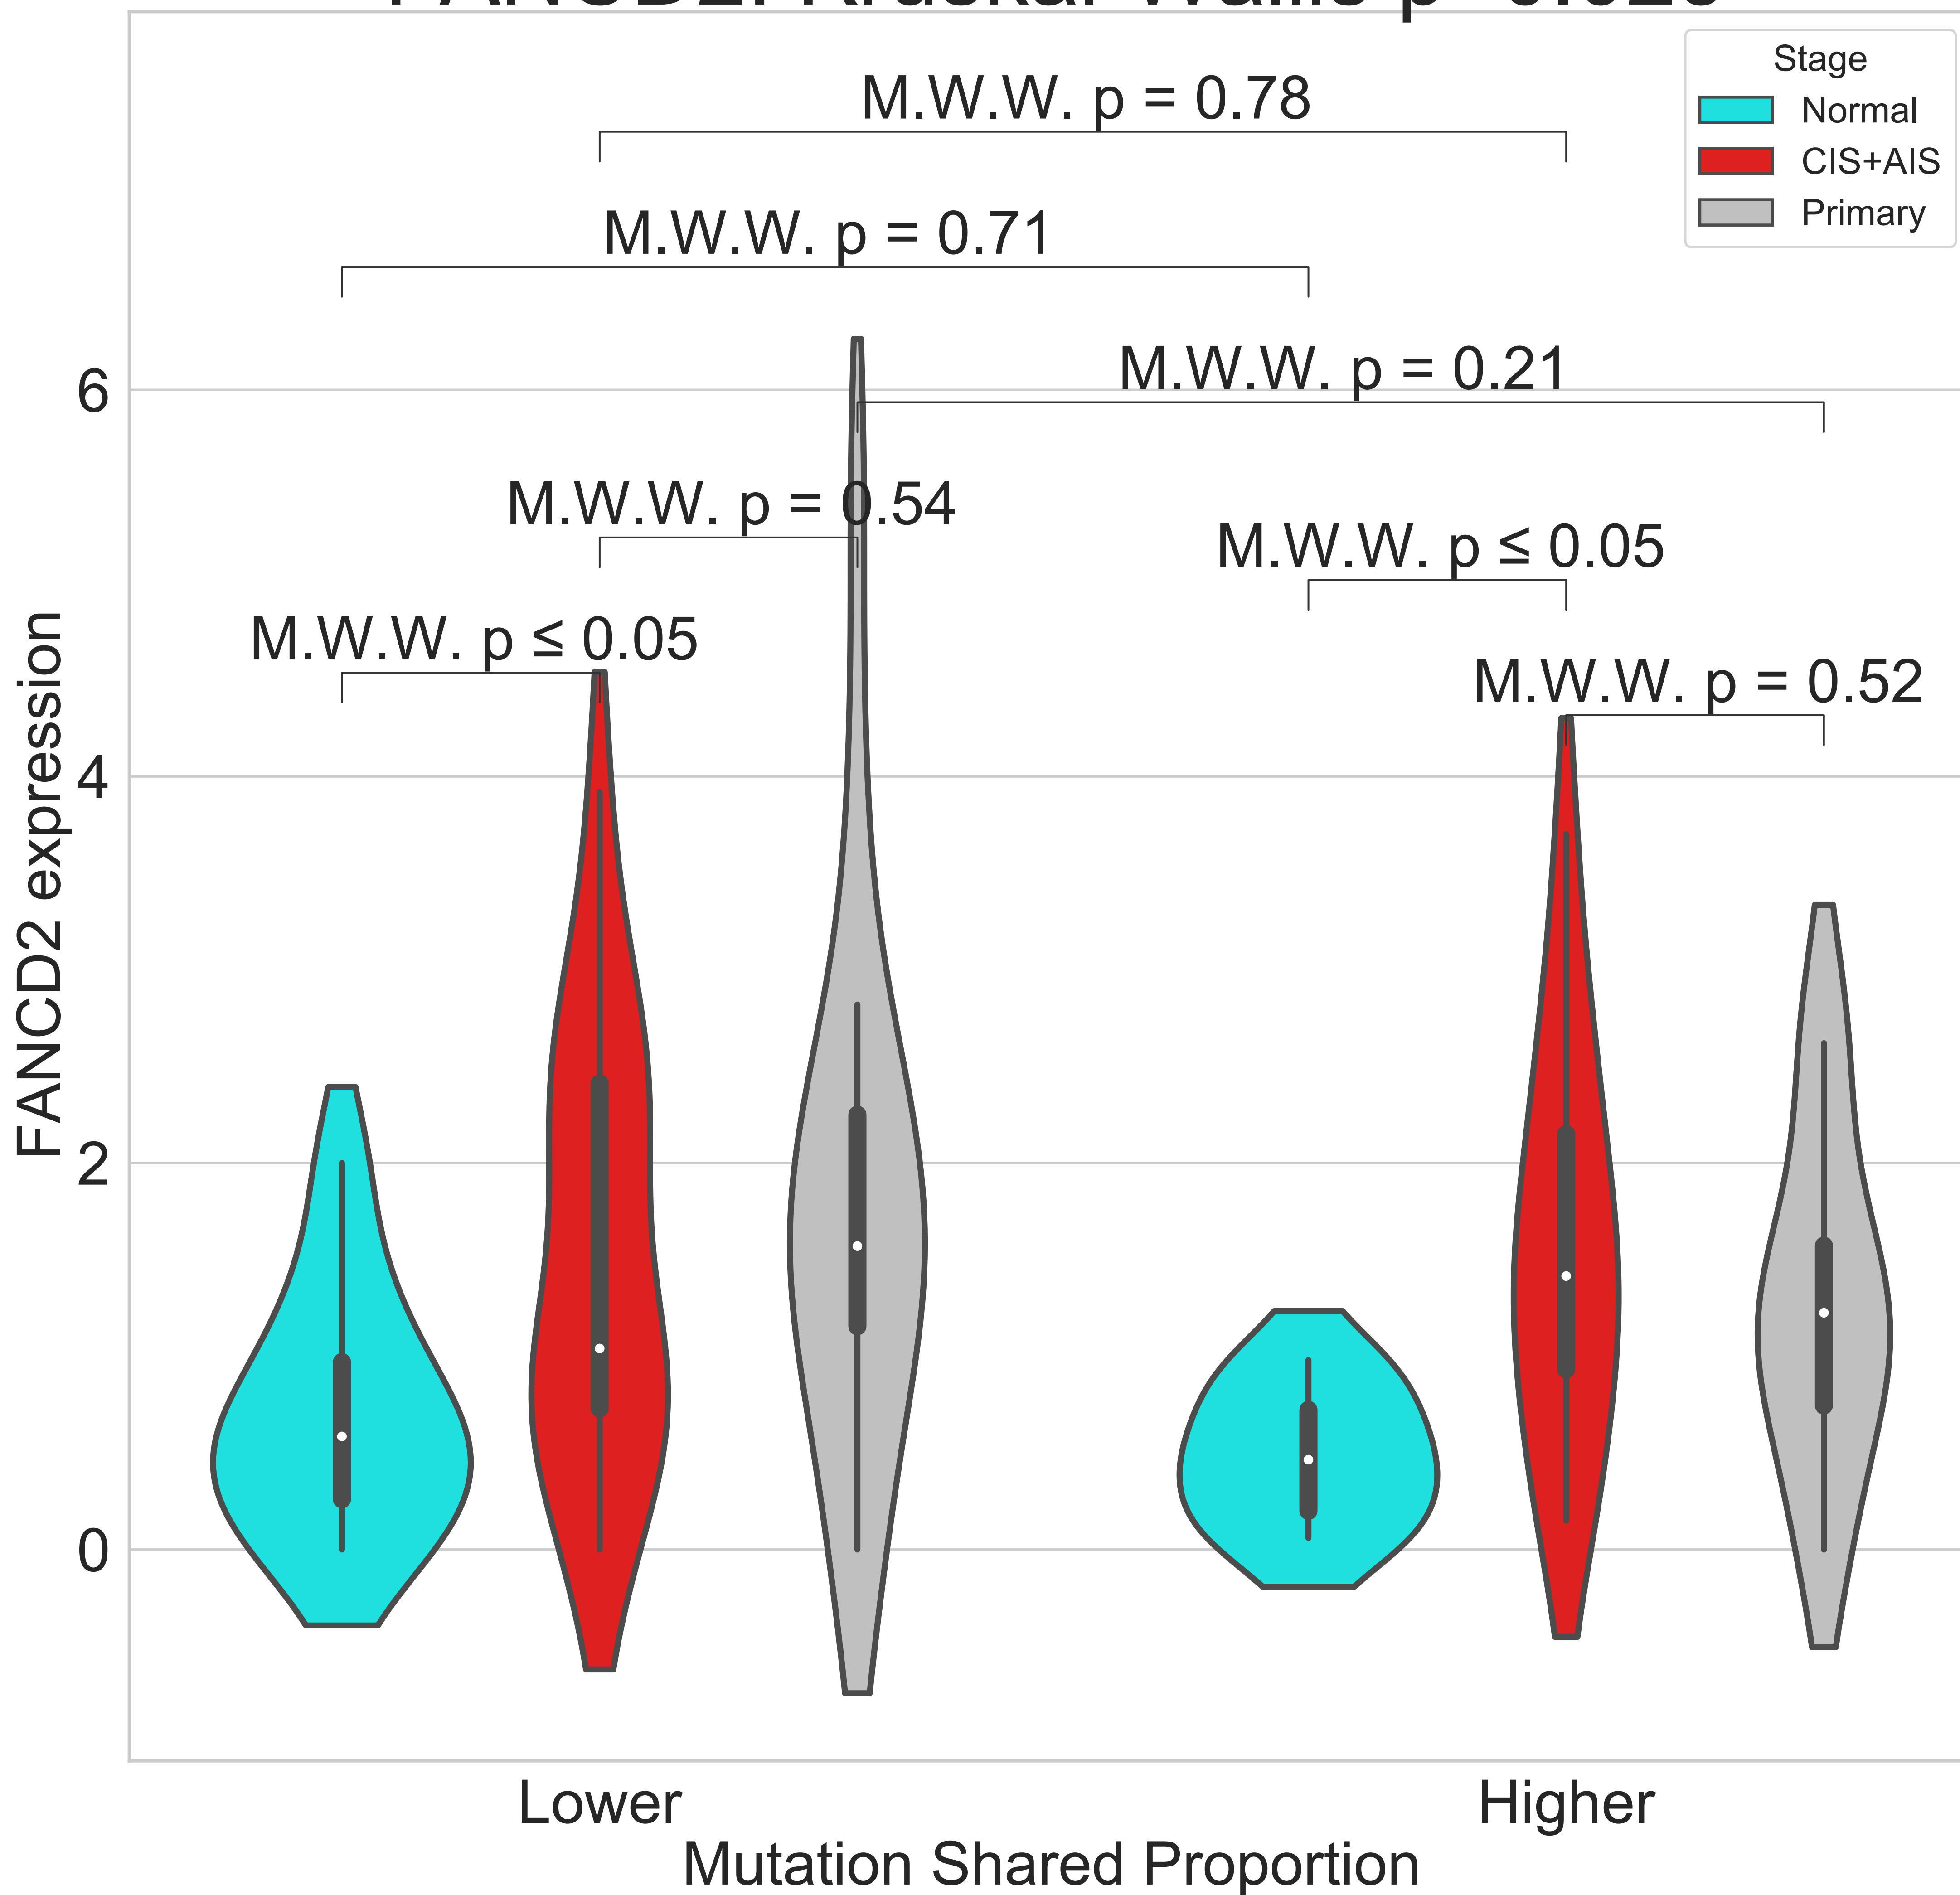 Stage
Normal
CIS+AIS
Primary
M.W.W. p = 0.78
M.W.W. p = 0.71
M.W.W. p = 0.21
M.W.W. p = 0.54
M.W.W. p ≤ 0.05
M.W.W. p ≤ 0.05
M.W.W. p = 0.52
FANCD2 expression
6
4
2
0
Lower
Higher
Mutation Shared Proportion